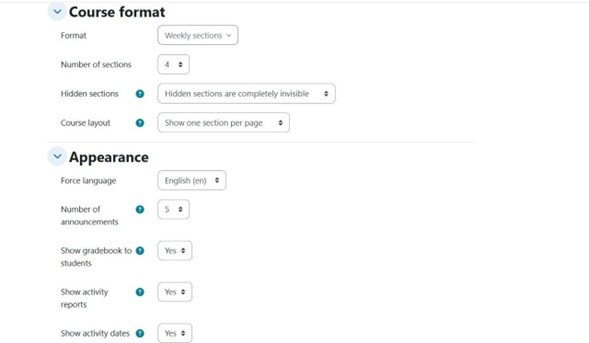 Course format
Format Weekly sections
Number of sections 4
Hidden sections ? Hidden sections are completely invisible
Course layout ? Show one section per page
Appearance
Force language English (en)
Number of ? 5
announcements
Show gradebook to ? Yes
students
Show activity ? Yes
reports
Show activity dates ? Yes